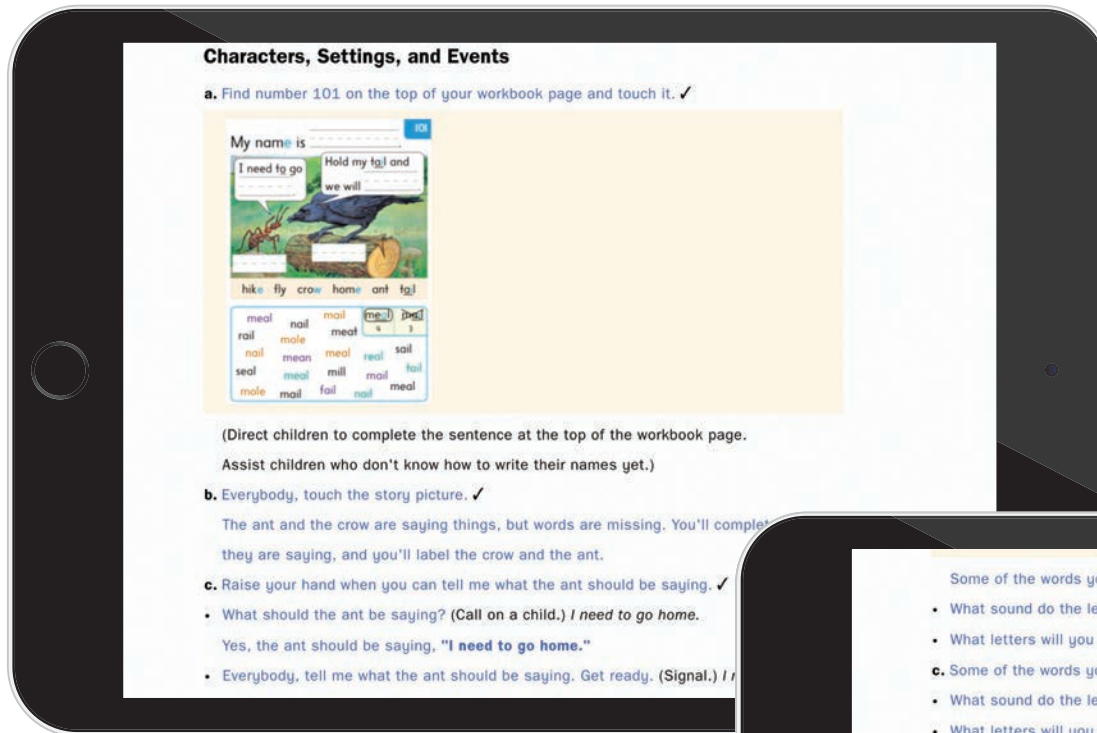 Characters, Settings, and Events
a. Find number 101 on the top of your workbook page and touch it. ✓
101
My name is
I need to go
Hold my tail and
we will
hike fly crow home ant tail
meal nail mail meal
rail mole meat 4 3
nail mean meal real sail
seal meal mill mail tail
mole mail fail nail meal
(Direct children to complete the sentence at the top of the workbook page.
Assist children who don't know how to write their names yet.)
b. Everybody, touch the story picture. ✓
The ant and the crow are saying things, but words are missing. You'll
they are saying, and you'll label the crow and the ant.
c. Raise your hand when you can tell me what the ant should be saying. ✓
• What should the ant be saying? (Call on a child.) I need to go home.
Yes, the ant should be saying, "I need to go home."
• Everybody, tell me what the ant should be saying. Get ready. (Signal.) I
Some of the words
• What sound do the
• What letters will you
c. Some of the words
• What sound do the
• What letters will you